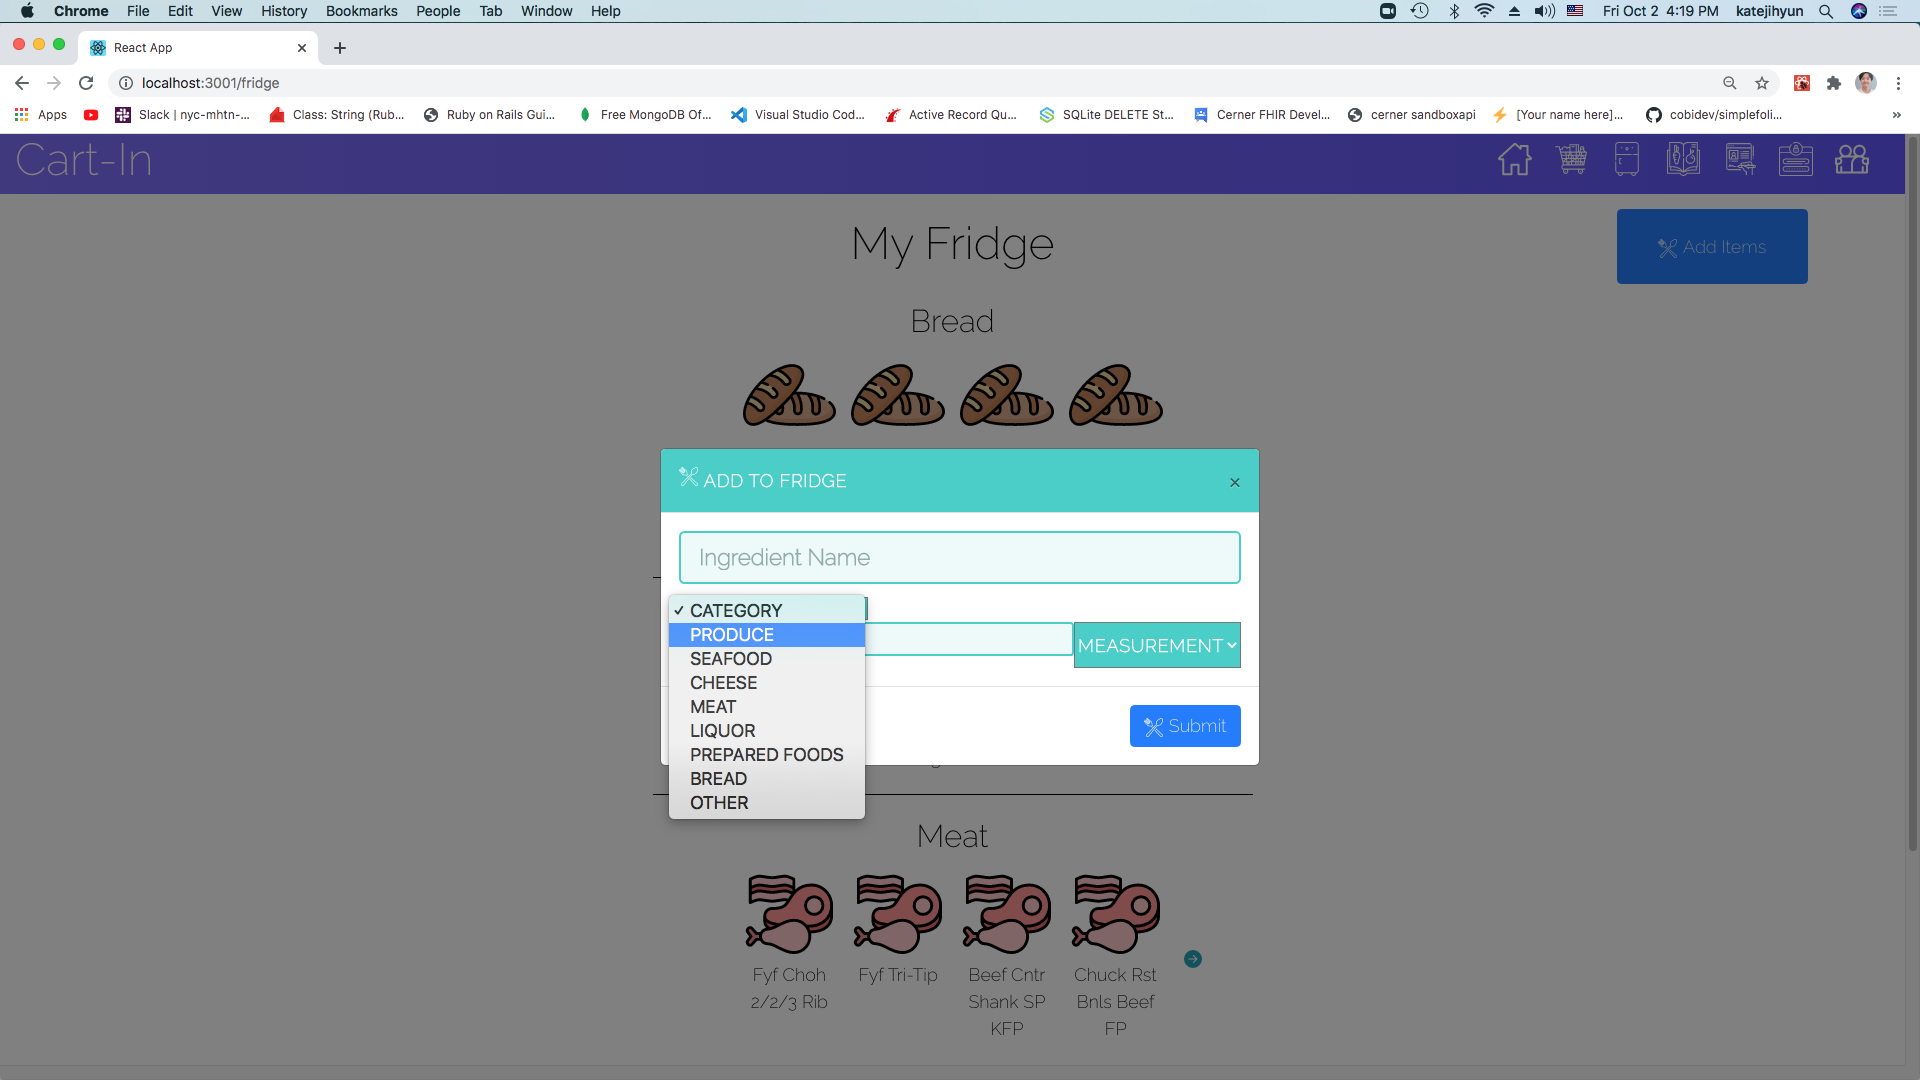 Chrome File Edit View History Bookmarks People Tab Window Help Fri Oct 2 4:19 PM katejihyun
React App
localhost:3001/fridge
Apps Slack | nyc-mhtn-... Class: String (Rub... Ruby on Rails Gui... Free MongoDB Of... Visual Studio Cod... Active Record Qu... SQLite DELETE St... Cerner FHIR Devel... cerner sandboxapi [Your name here]... cobidev/simplefoli... »
Cart-In
My Fridge
Add Items
Bread
ADD TO FRIDGE ×
Ingredient Name
✓ CATEGORY
PRODUCE
MEASUREMENT
SEAFOOD
CHEESE
MEAT
LIQUOR
Submit
PREPARED FOODS
BREAD
OTHER
Meat
Fyf Choh
2/2/3 Rib
Fyf Tri-Tip
Beef Cntr
Shank SP
KFP
Chuck Rst
Bnls Beef
FP